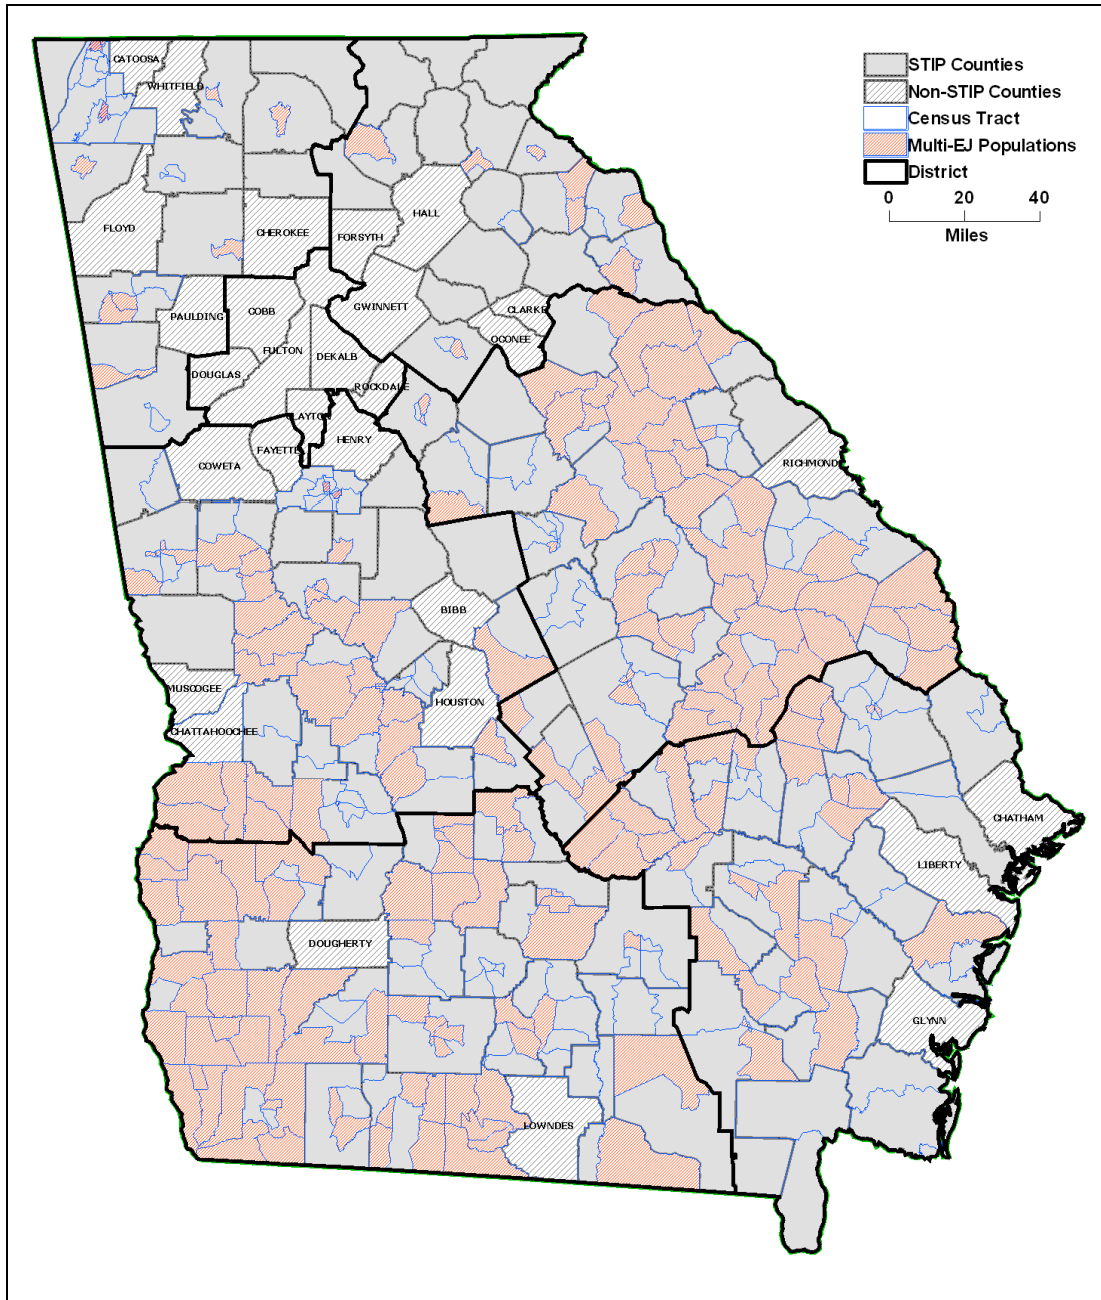 CATOOSA
WHITFIELD
STIP Counties
Non-STIP Counties
Census Tract
Multi-EJ Populations
District
0 20 40
Miles
HALL
FLOYD
CHEROKEE
FORSYTH
GWINNETT
CLARKE
COBB
PAULDING
OCONEE
FULTON
DEKALB
DOUGLAS
ROCKDALE
CLAYTON
HENRY
FAYETTE
COWETA
RICHMOND
BIBB
MUSCOGEE
HOUSTON
CHATTAHOOCHEE
CHATHAM
LIBERTY
DOUGHERTY
GLYNN
LOWNDES